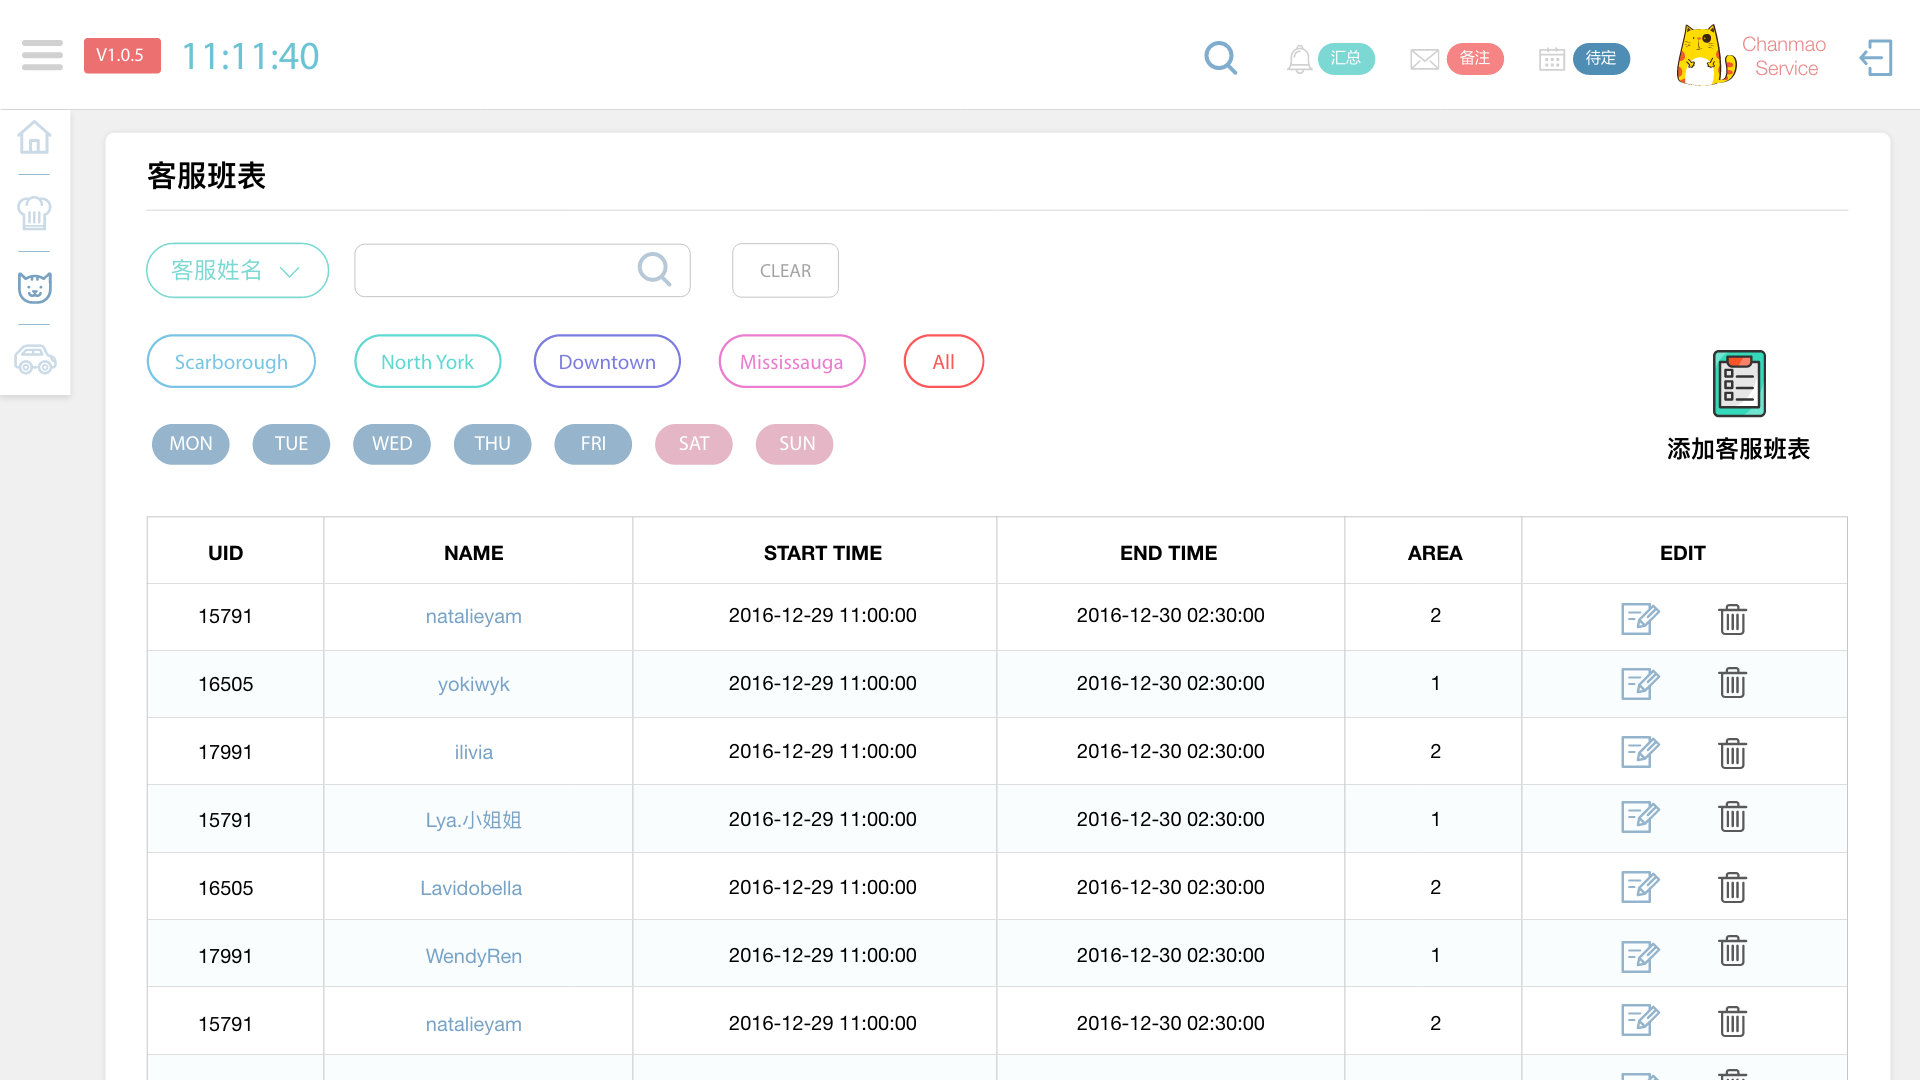 V1.0.5 11:11:40 汇总 备注 待定 Chanmao
Service
客服班表
客服姓名 CLEAR
Scarborough North York Downtown Mississauga All
MON TUE WED THU FRI SAT SUN
添加客服班表
UID NAME START TIME END TIME AREA EDIT
15791 natalieyam 2016-12-29 11:00:00 2016-12-30 02:30:00 2
16505 yokiwyk 2016-12-29 11:00:00 2016-12-30 02:30:00 1
17991 ilivia 2016-12-29 11:00:00 2016-12-30 02:30:00 2
15791 Lya.小姐姐 2016-12-29 11:00:00 2016-12-30 02:30:00 1
16505 Lavidobella 2016-12-29 11:00:00 2016-12-30 02:30:00 2
17991 WendyRen 2016-12-29 11:00:00 2016-12-30 02:30:00 1
15791 natalieyam 2016-12-29 11:00:00 2016-12-30 02:30:00 2